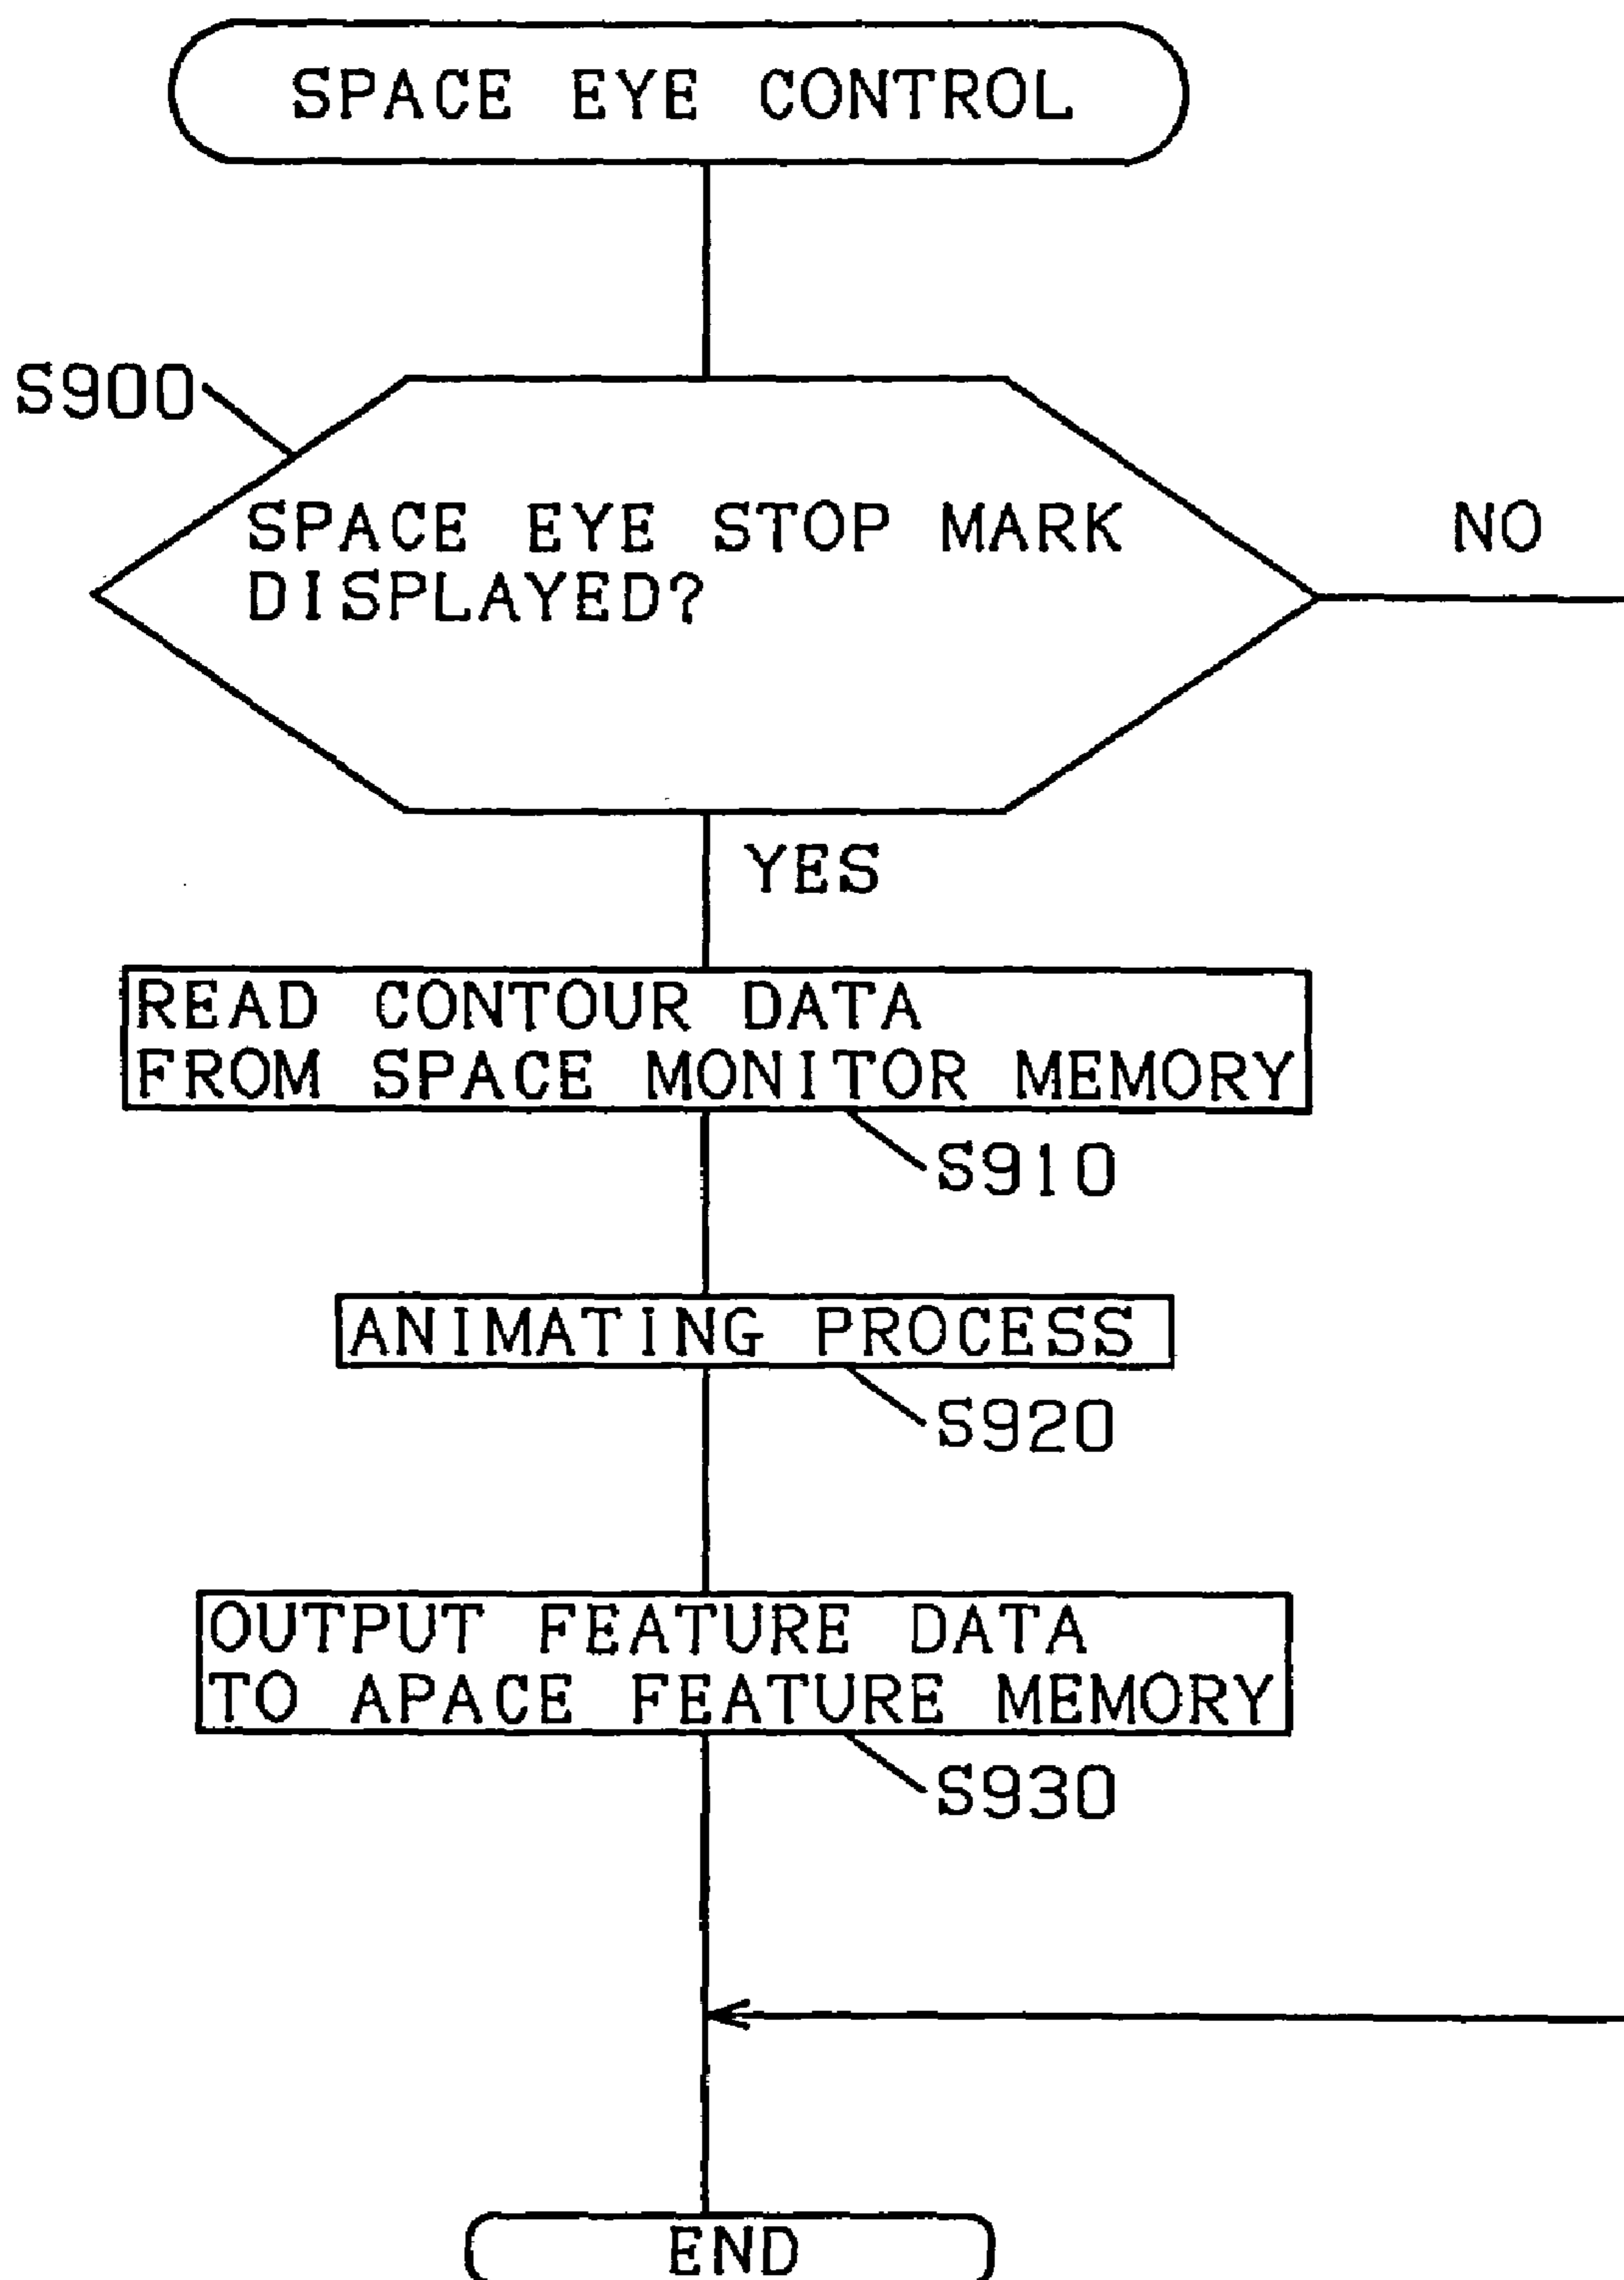 SPACE EYE CONTROL
S900
SPACE EYE STOP MARK
DISPLAYED?
NO
YES
READ CONTOUR DATA
FROM SPACE MONITOR MEMORY
S910
ANIMATING PROCESS
S920
OUTPUT FEATURE DATA
TO APACE FEATURE MEMORY
S930
END